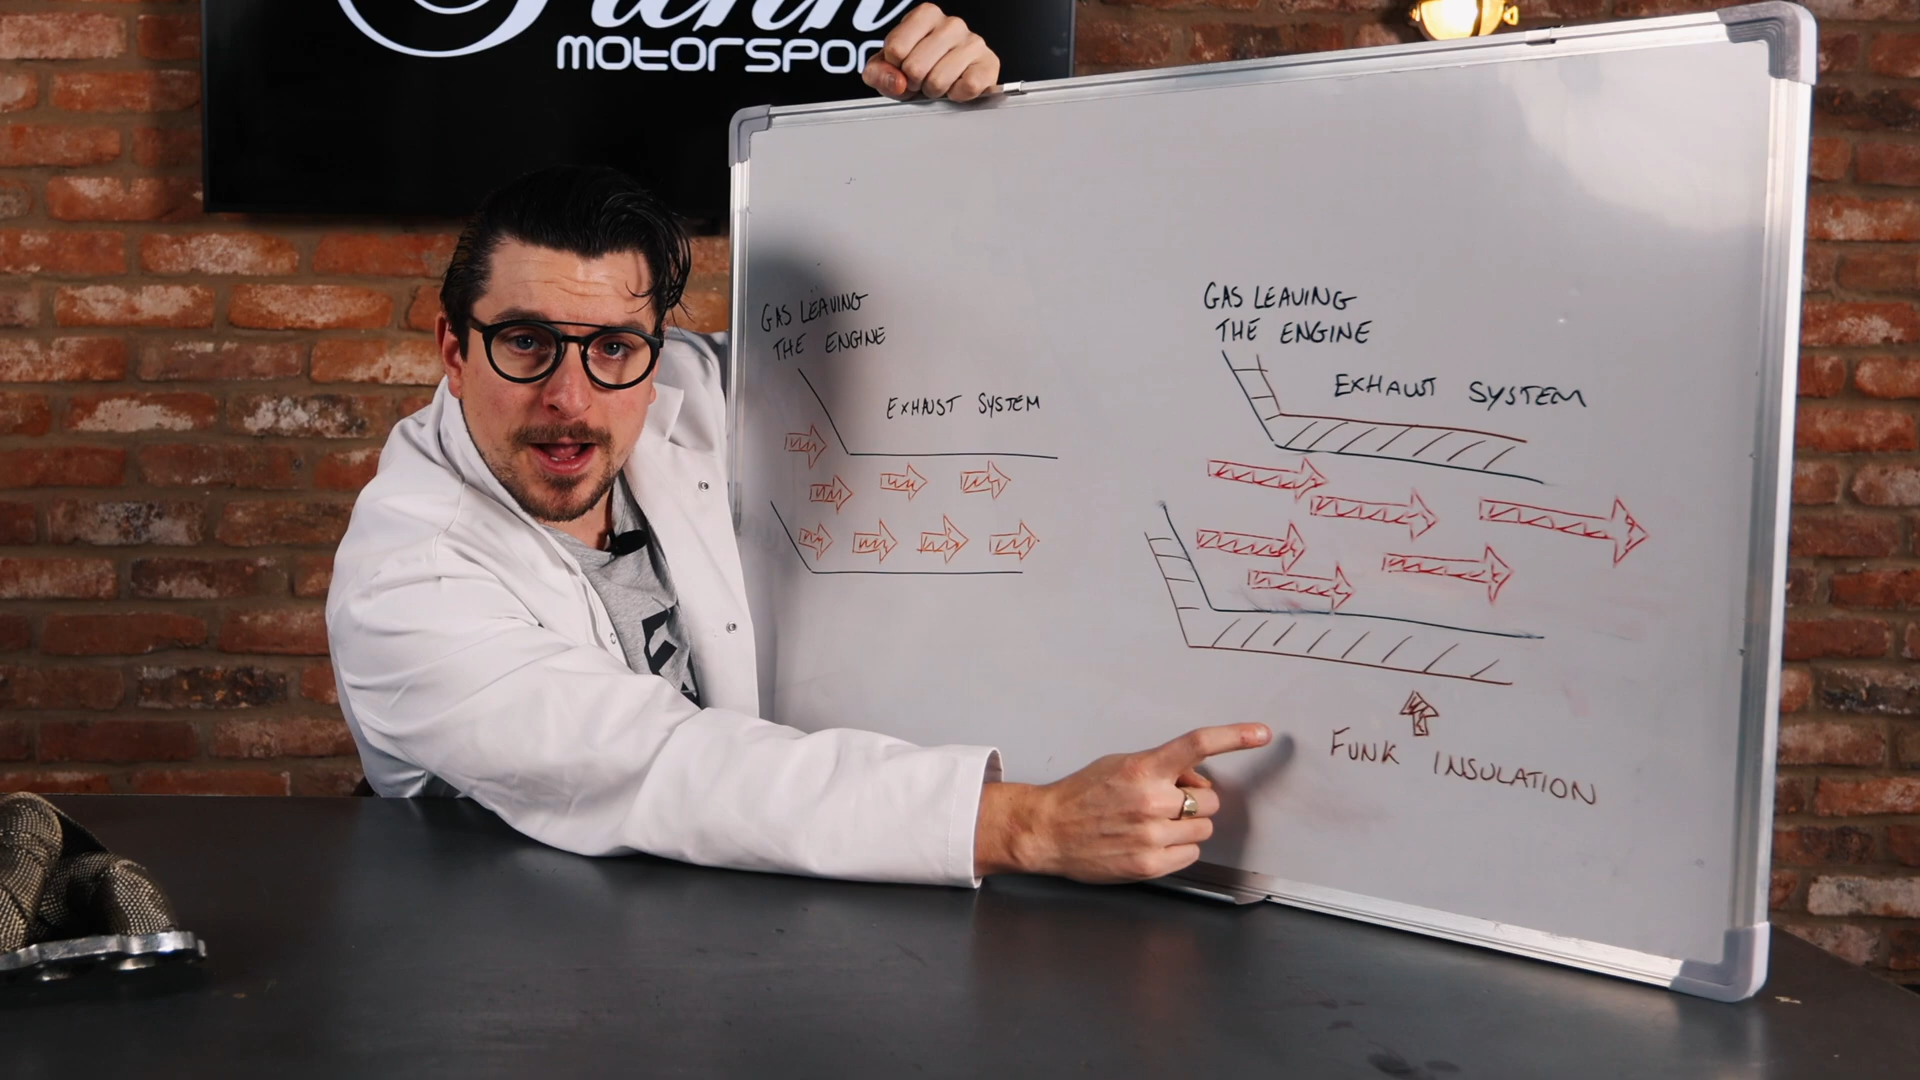 motorspor
GAS LEAVING
THE ENGINE
EXHAUST SYSTEM
GAS LEAVING
THE ENGINE
EXHAUST SYSTEM
FUNK INSULATION